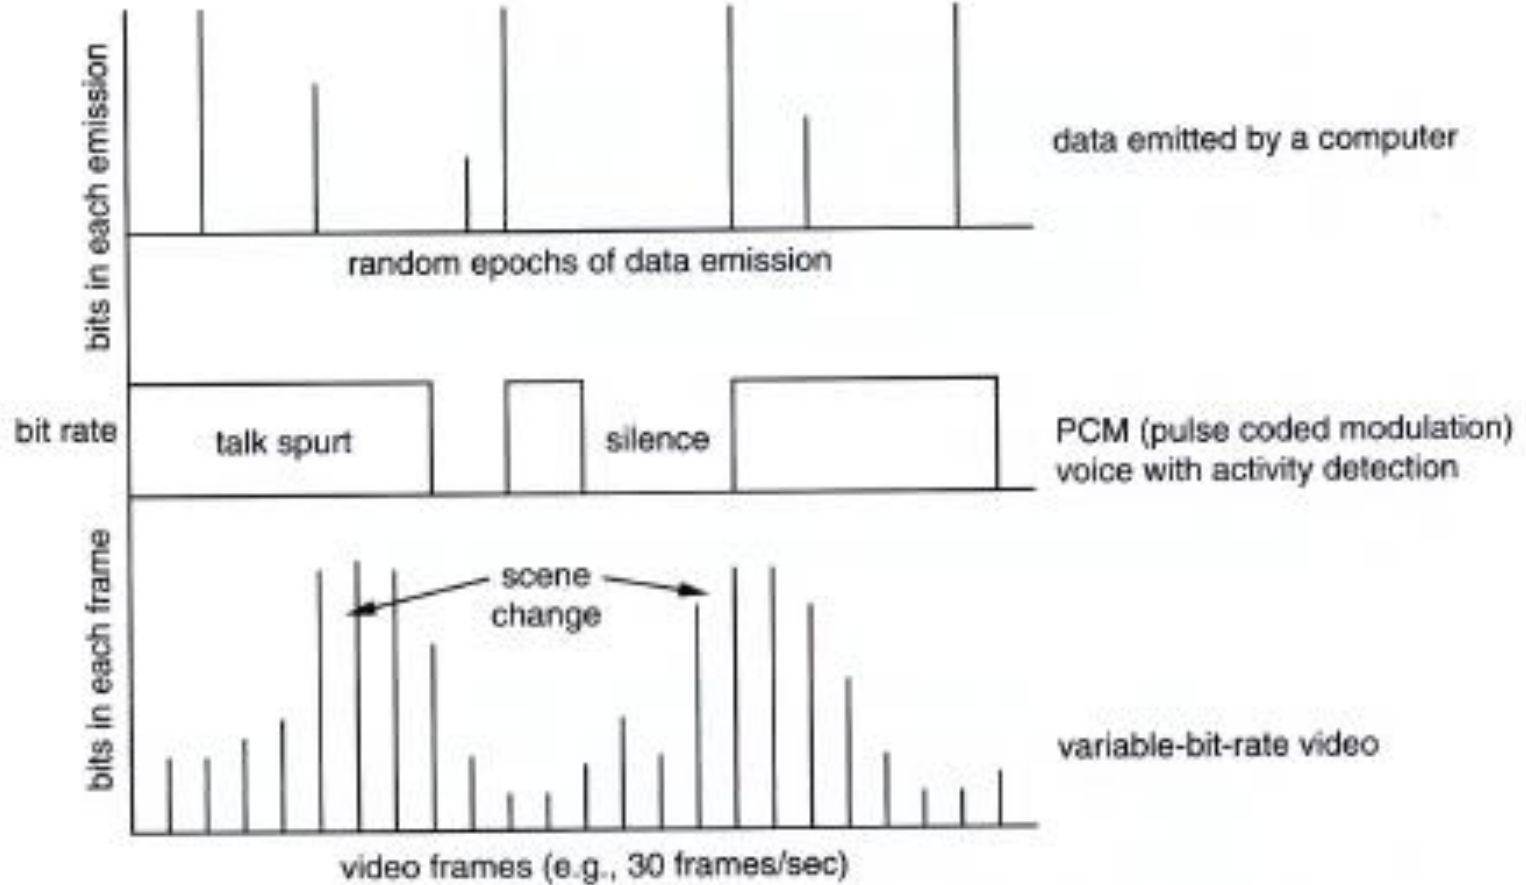 bits in each emission
data emitted by a computer
random epochs of data emission
bit rate
talk spurt
silence
PCM (pulse coded modulation)
voice with activity detection
bits in each frame
scene
change
variable-bit-rate video
video frames (e.g., 30 frames/sec)